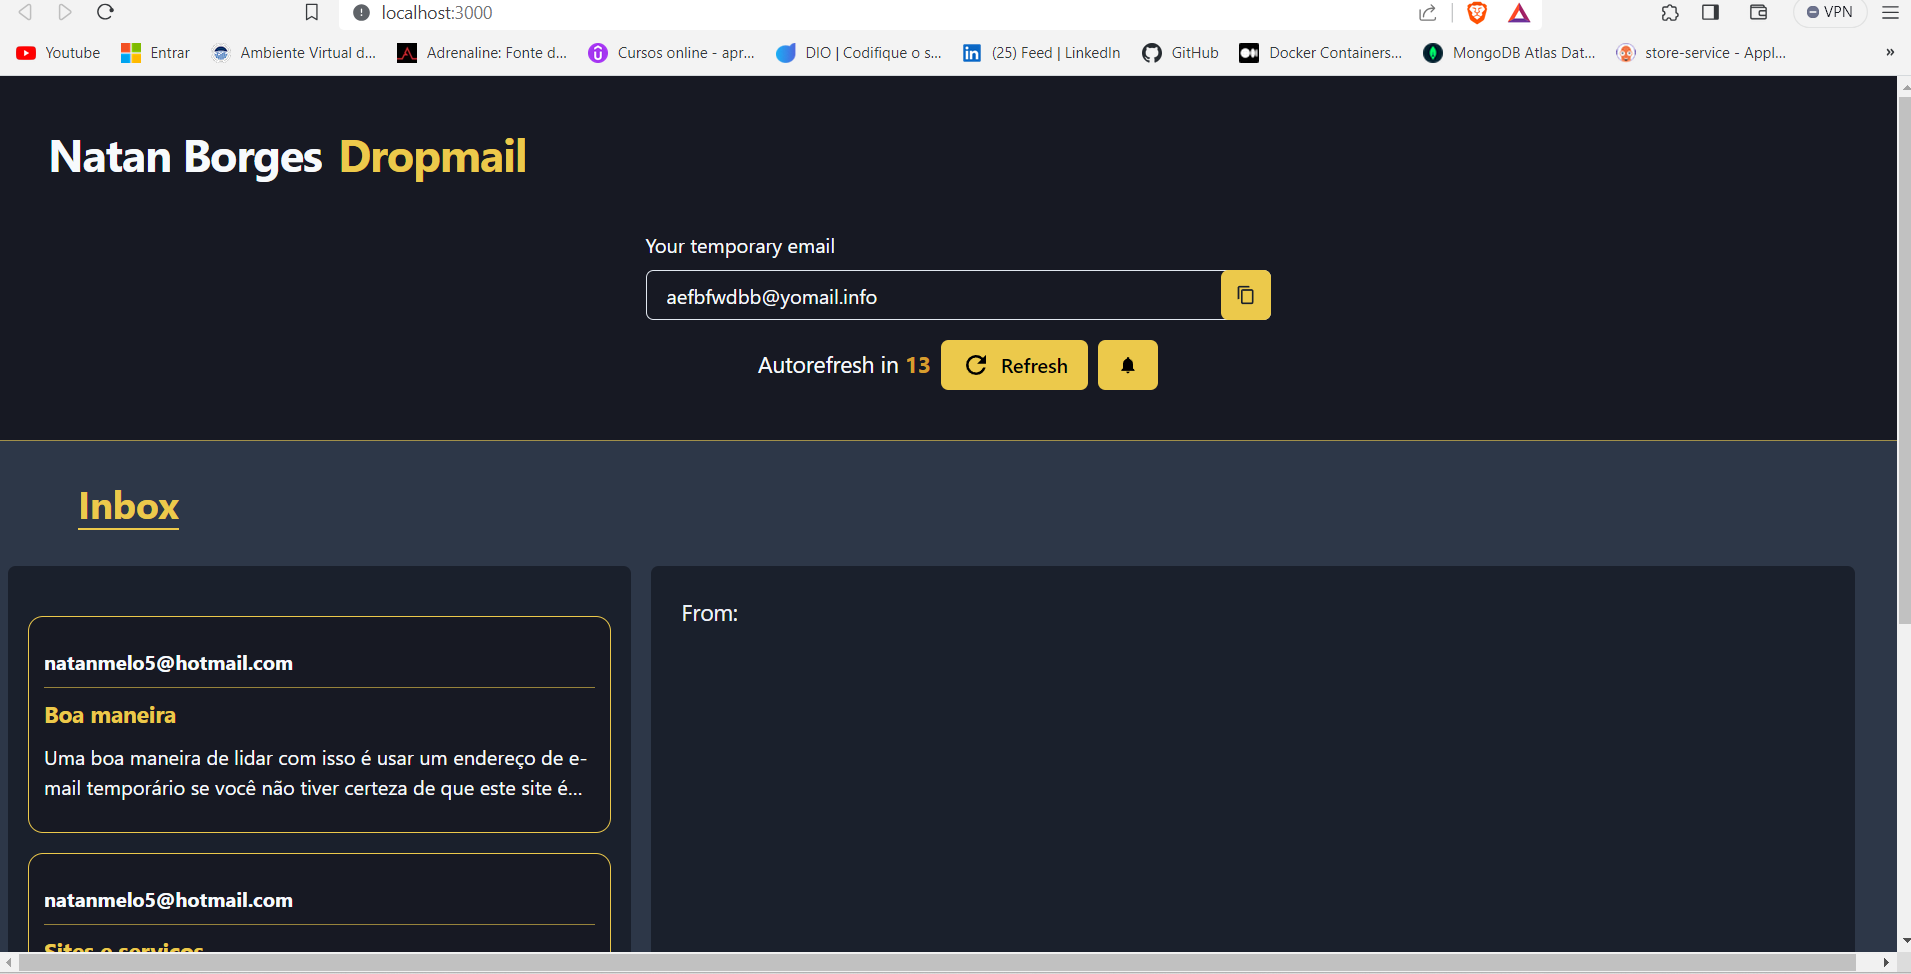 localhost:3000
VPN
Youtube
Entrar
Ambiente Virtual d...
Adrenaline: Fonte d...
Cursos online - apr...
DIO | Codifique o s...
(25) Feed | LinkedIn
GitHub
Docker Containers...
MongoDB Atlas Dat...
store-service - Appl...
»
Natan Borges Dropmail
Your temporary email
aefbfwdbb@yomail.info
Autorefresh in 13
Refresh
Inbox
natanmelo5@hotmail.com
Boa maneira
Uma boa maneira de lidar com isso é usar um endereço de e-
mail temporário se você não tiver certeza de que este site é...
natanmelo5@hotmail.com
Sites e serviços
From: